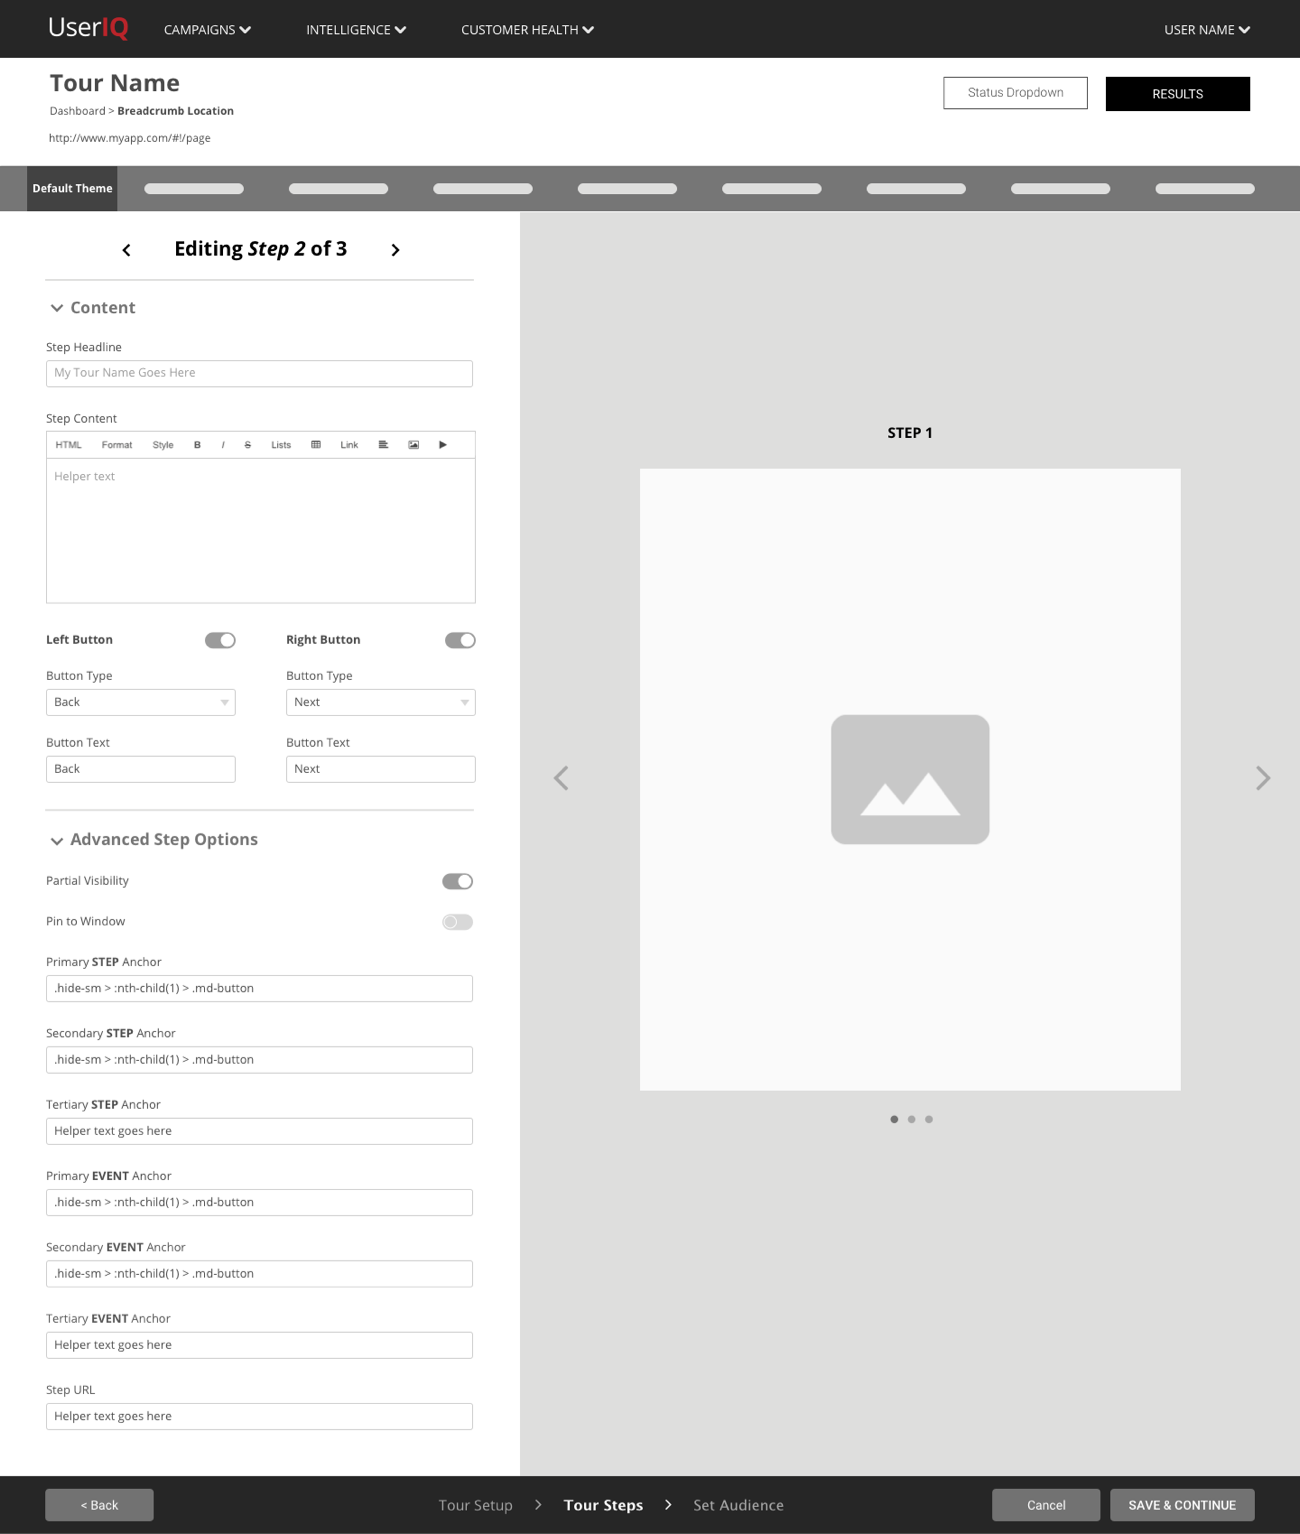 UserIQ CAMPAIGNS INTELLIGENCE CUSTOMER HEALTH USER NAME
Tour Name
Dashboard > Breadcrumb Location
http://www.myapp.com/#!/page
Status Dropdown RESULTS
Default Theme
Editing Step 2 of 3
Content
Step Headline
My Tour Name Goes Here
Step Content
HTML Format Style B I S Lists Link
Helper text
Left Button Right Button
Button Type Button Type
Back Next
Button Text Button Text
Back Next
Advanced Step Options
Partial Visibility
Pin to Window
Primary STEP Anchor
.hide-sm > :nth-child(1) > .md-button
Secondary STEP Anchor
.hide-sm > :nth-child(1) > .md-button
Tertiary STEP Anchor
Helper text goes here
Primary EVENT Anchor
.hide-sm > :nth-child(1) > .md-button
Secondary EVENT Anchor
.hide-sm > :nth-child(1) > .md-button
Tertiary EVENT Anchor
Helper text goes here
Step URL
Helper text goes here
STEP 1
< Back Tour Setup > Tour Steps > Set Audience Cancel SAVE & CONTINUE